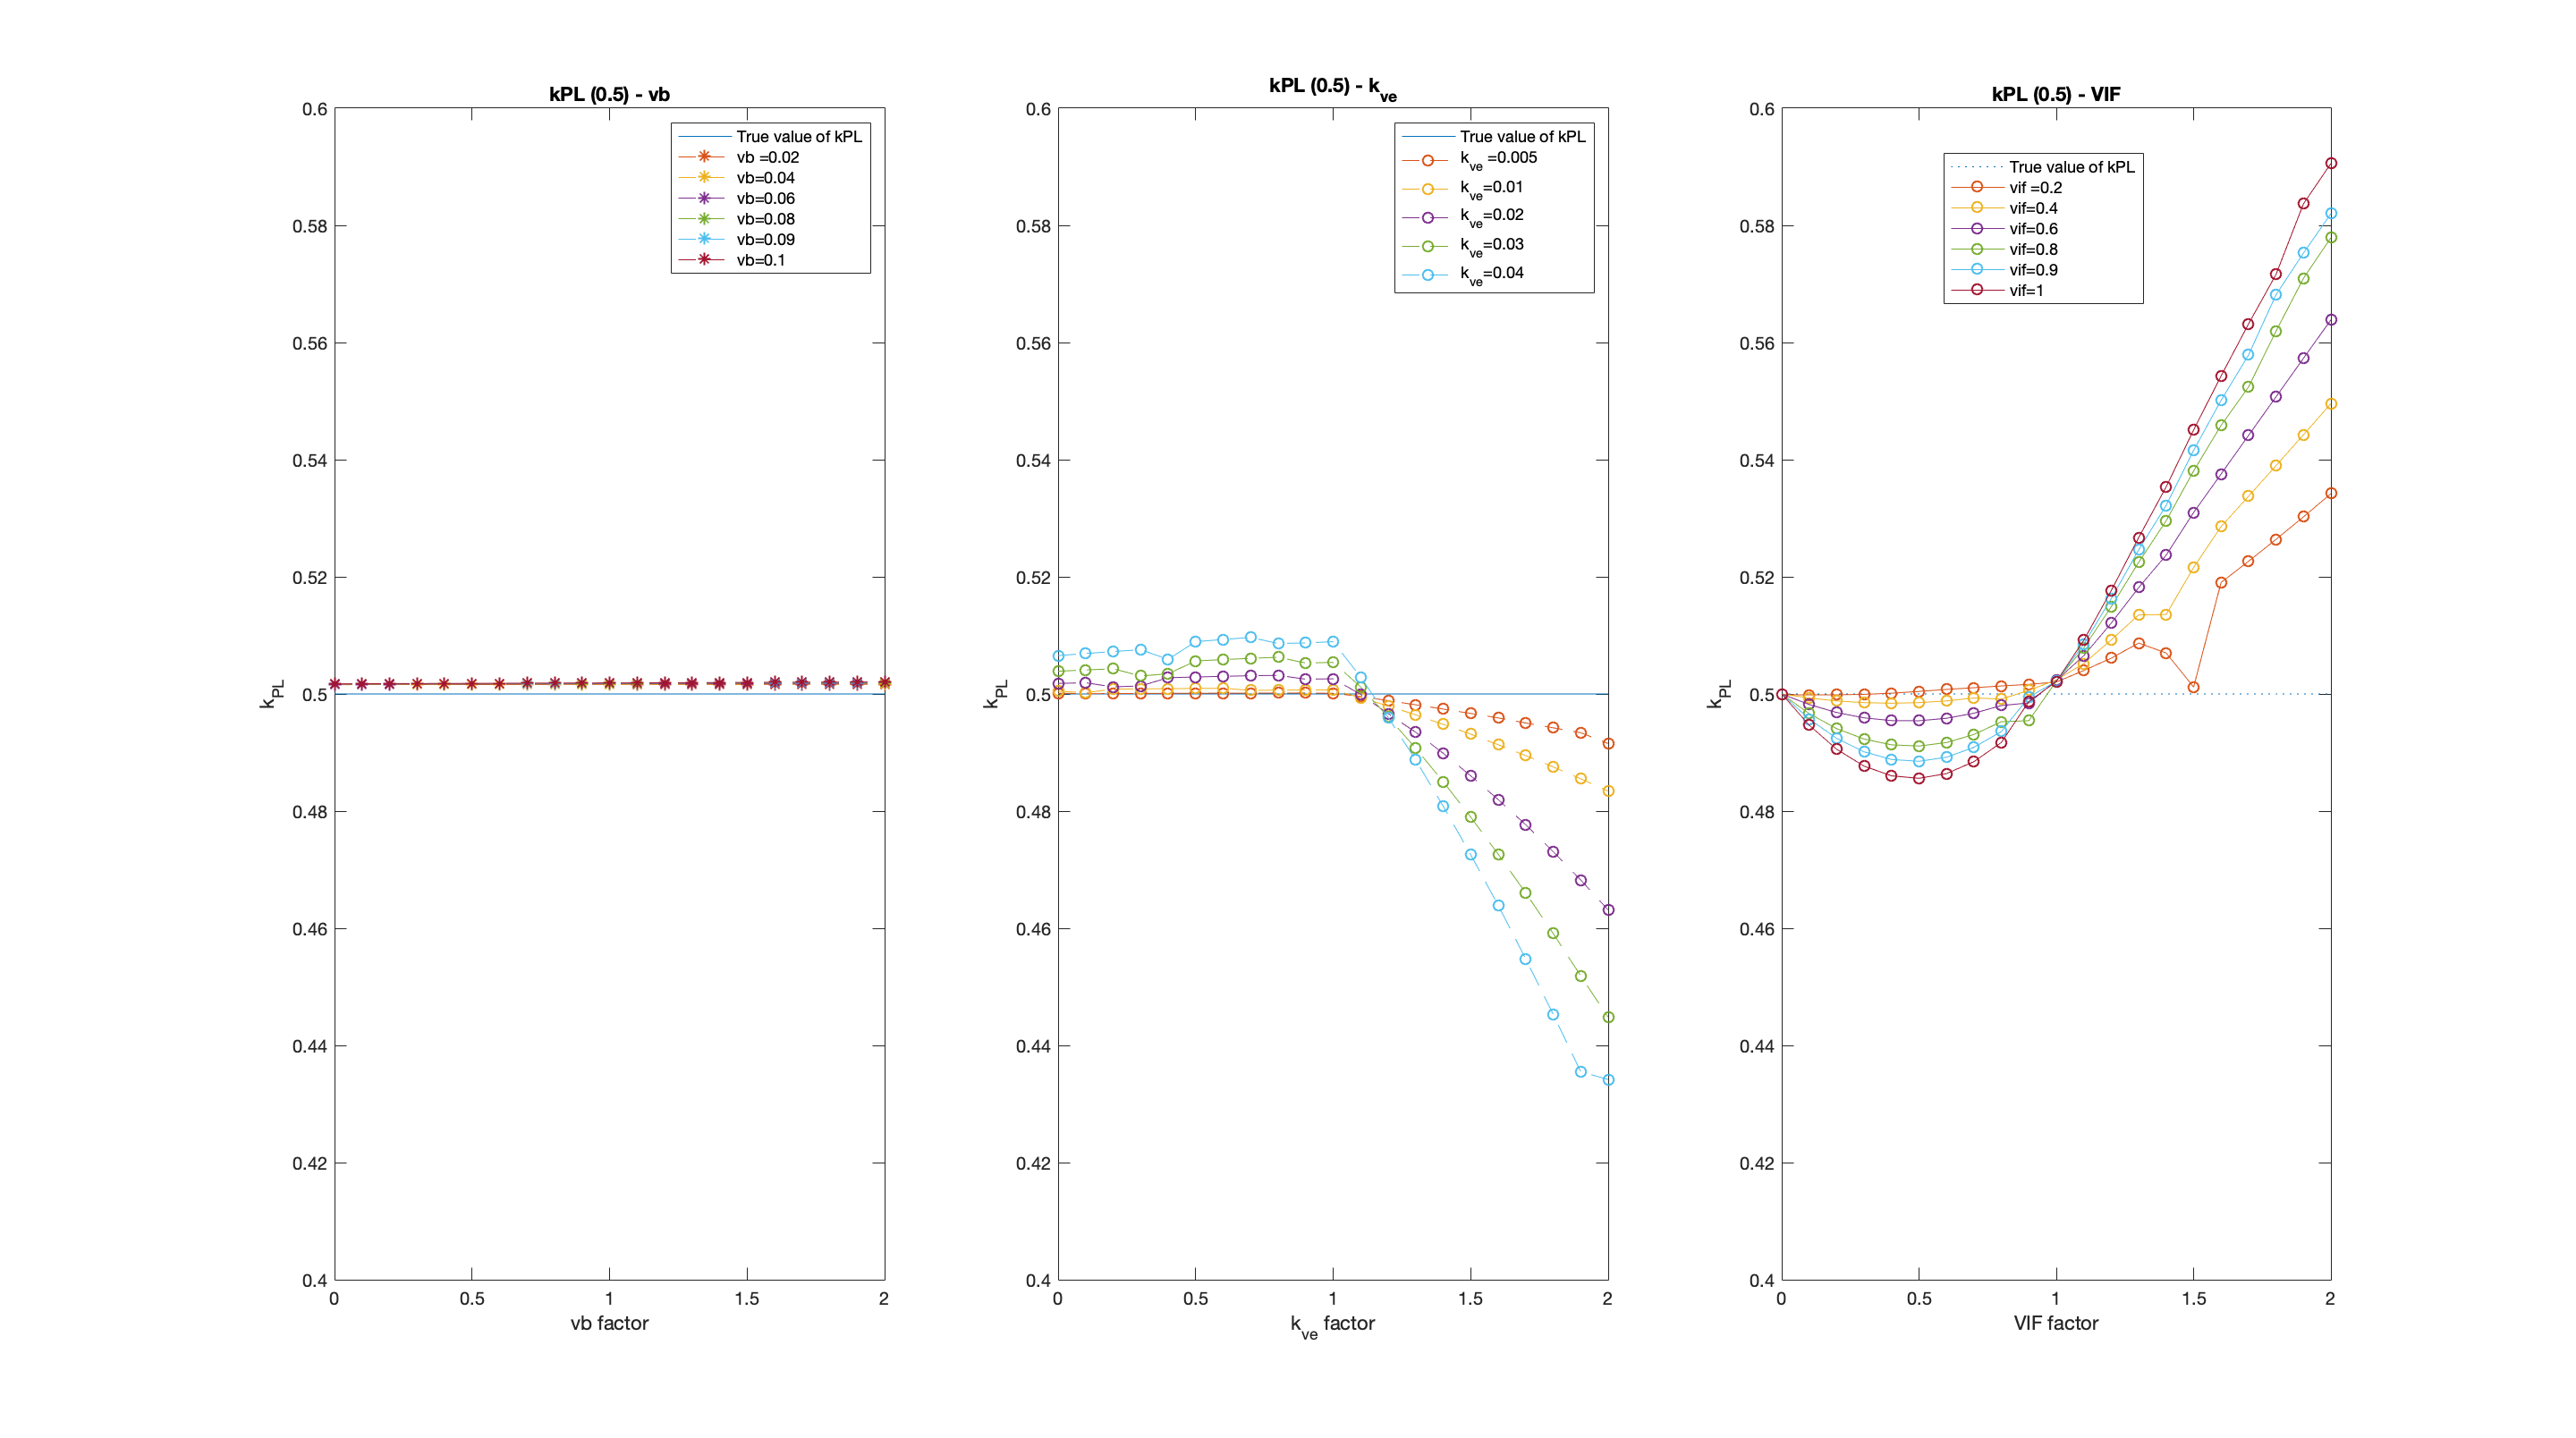 kPL (0.5) - vb
0.6
0.58
0.56
0.54
0.52
0.5
0.48
0.46
0.44
0.42
0.4
kPL
0
0.5
1
1.5
2
vb factor
True value of kPL
vb =0.02
vb=0.04
vb=0.06
vb=0.08
vb=0.09
vb=0.1
kPL (0.5) - kve
0.6
0.58
0.56
0.54
0.52
0.5
0.48
0.46
0.44
0.42
0.4
kPL
0
0.5
1
1.5
2
kve factor
True value of kPL
kve =0.005
kve=0.01
kve=0.02
kve=0.03
kve=0.04
kPL (0.5) - VIF
0.6
0.58
0.56
0.54
0.52
0.5
0.48
0.46
0.44
0.42
0.4
kPL
0
0.5
1
1.5
2
VIF factor
True value of kPL
vif =0.2
vif=0.4
vif=0.6
vif=0.8
vif=0.9
vif=1